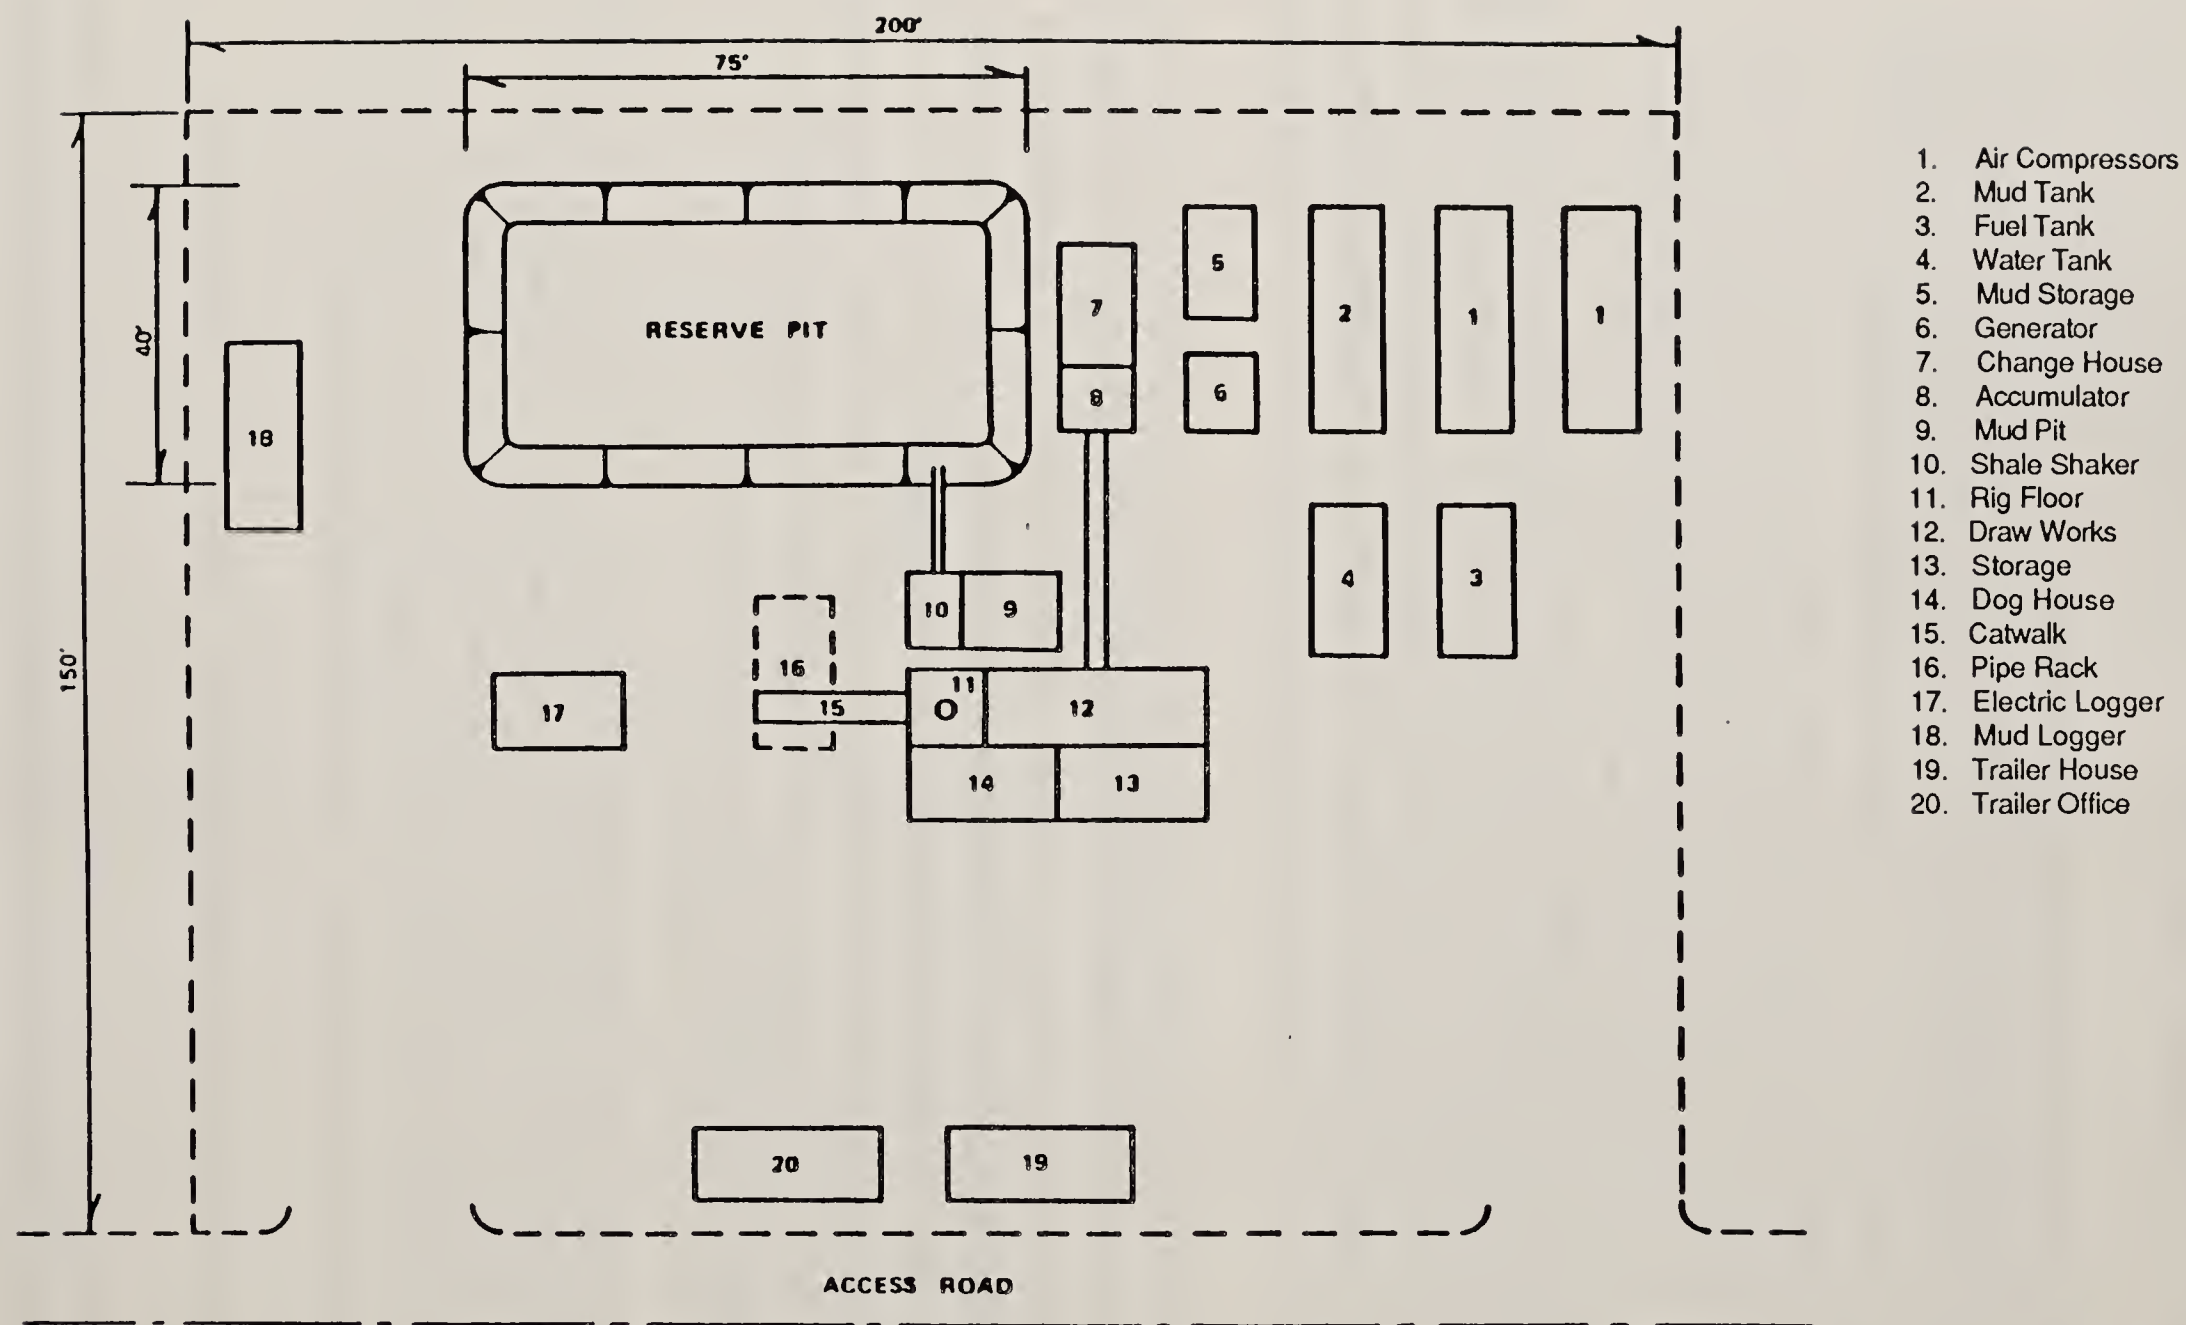 200'
75'
40'
150'
RESERVE PIT
18
7
8
5
6
2
1
1
4
3
10
9
16
15
17
11
O
12
14
13
20
19
ACCESS ROAD
1. Air Compressors
2. Mud Tank
3. Fuel Tank
4. Water Tank
5. Mud Storage
6. Generator
7. Change House
8. Accumulator
9. Mud Pit
10. Shale Shaker
11. Rig Floor
12. Draw Works
13. Storage
14. Dog House
15. Catwalk
16. Pipe Rack
17. Electric Logger
18. Mud Logger
19. Trailer House
20. Trailer Office